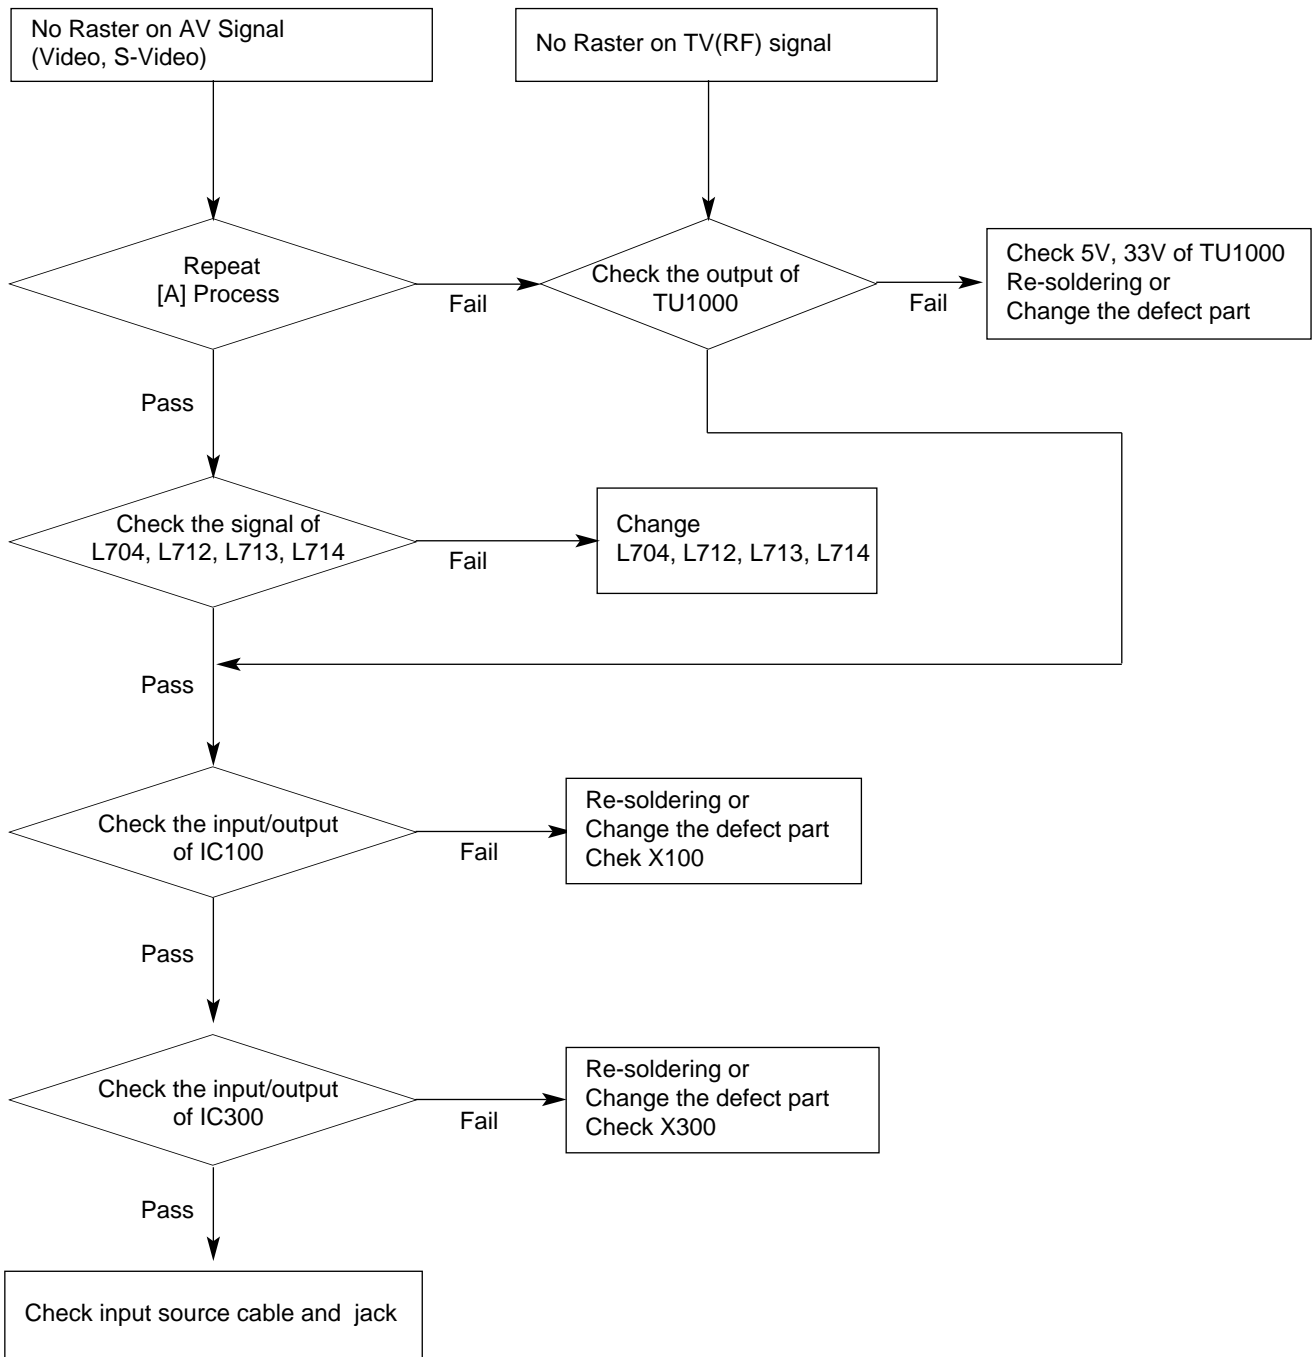 No Raster on AV Signal
(Video, S-Video)
No Raster on TV(RF) signal
Repeat
[A] Process
Fail
Check the output of
TU1000
Fail
Check 5V, 33V of TU1000
Re-soldering or
Change the defect part
Pass
Check the signal of
L704, L712, L713, L714
Fail
Change
L704, L712, L713, L714
Pass
Check the input/output
of IC100
Fail
Re-soldering or
Change the defect part
Chek X100
Pass
Check the input/output
of IC300
Fail
Re-soldering or
Change the defect part
Check X300
Pass
Check input source cable and jack